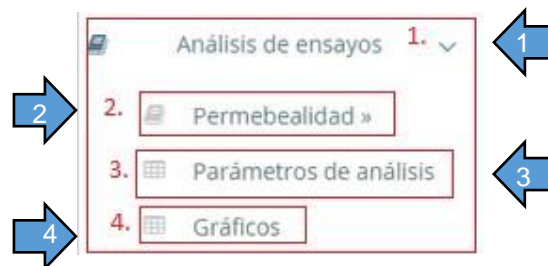 Análisis de ensayos 1. 1
2 2. Permebealidad »
3. Parámetros de análisis 3
4 4. Gráficos